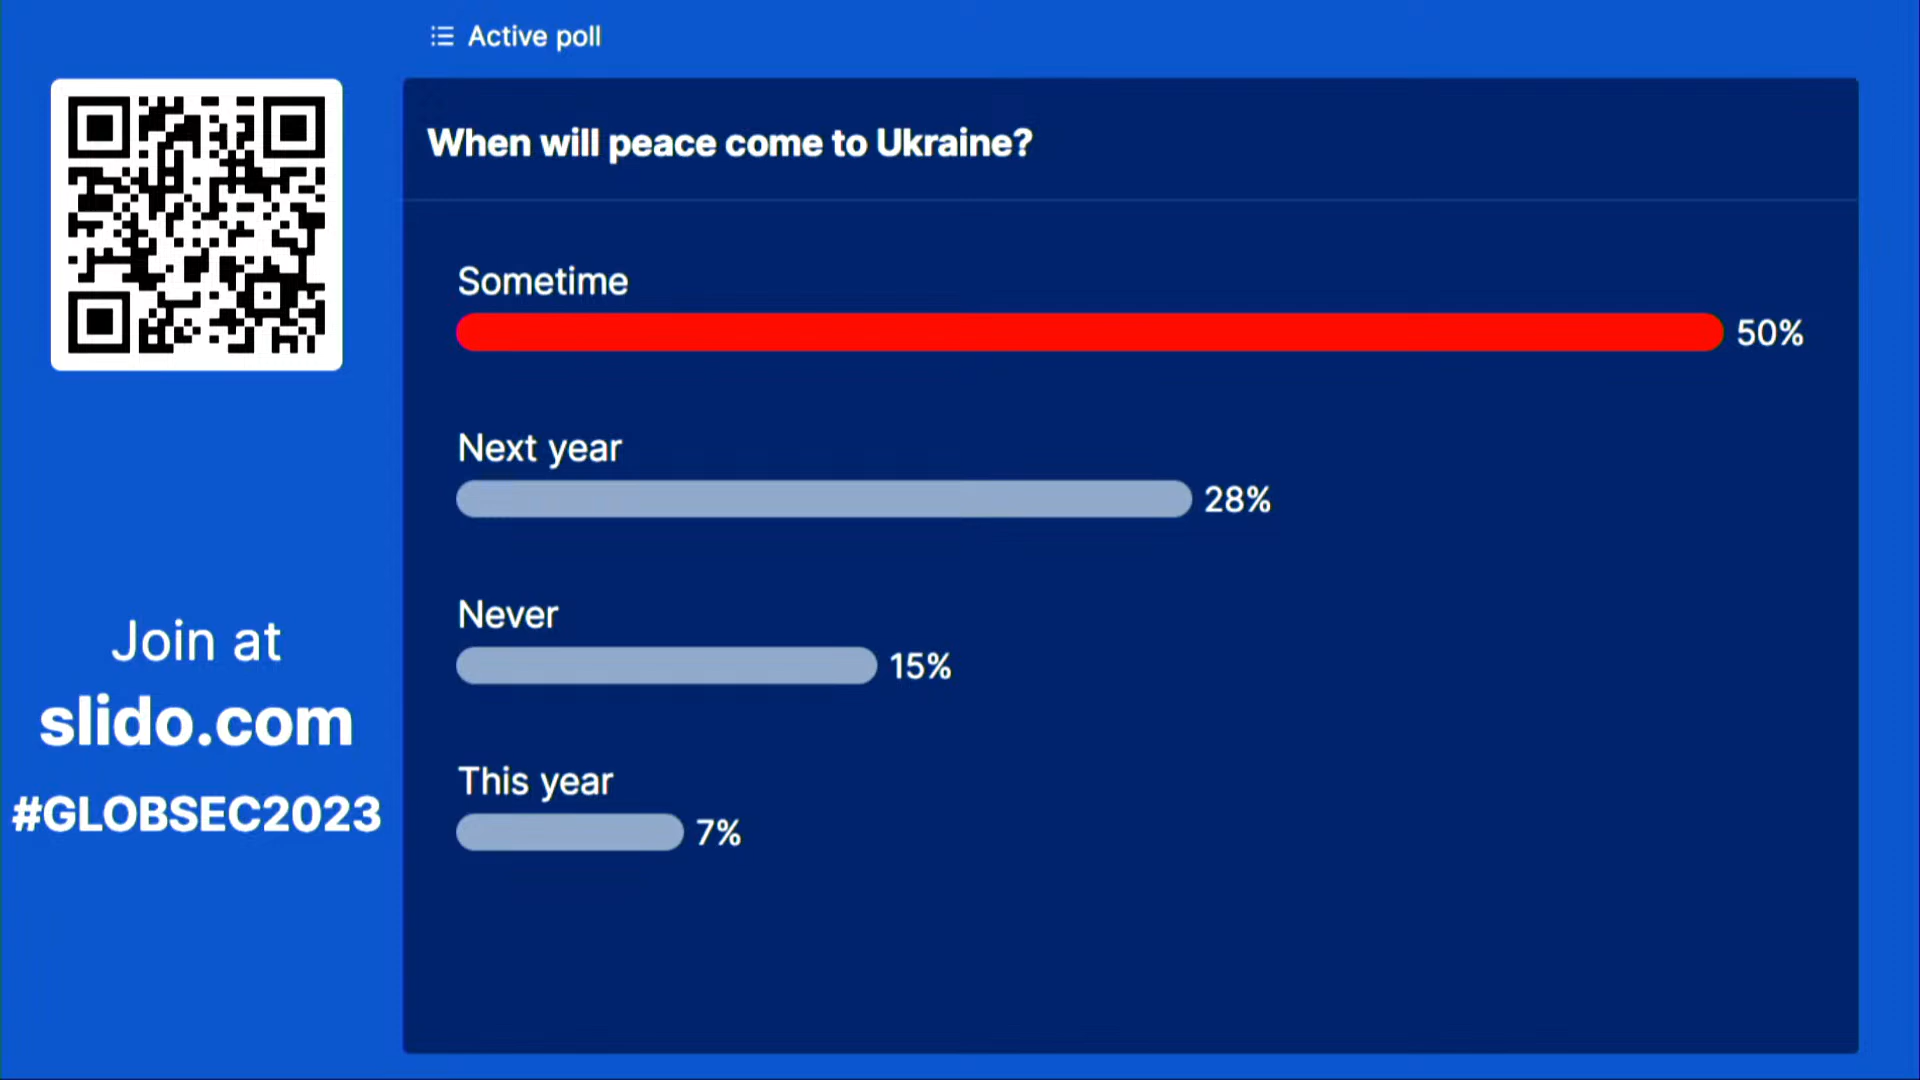 Active poll
When will peace come to Ukraine?
Sometime
50%
Next year
28%
Never
15%
This year
7%
Join at
slido.com
#GLOBSEC2023